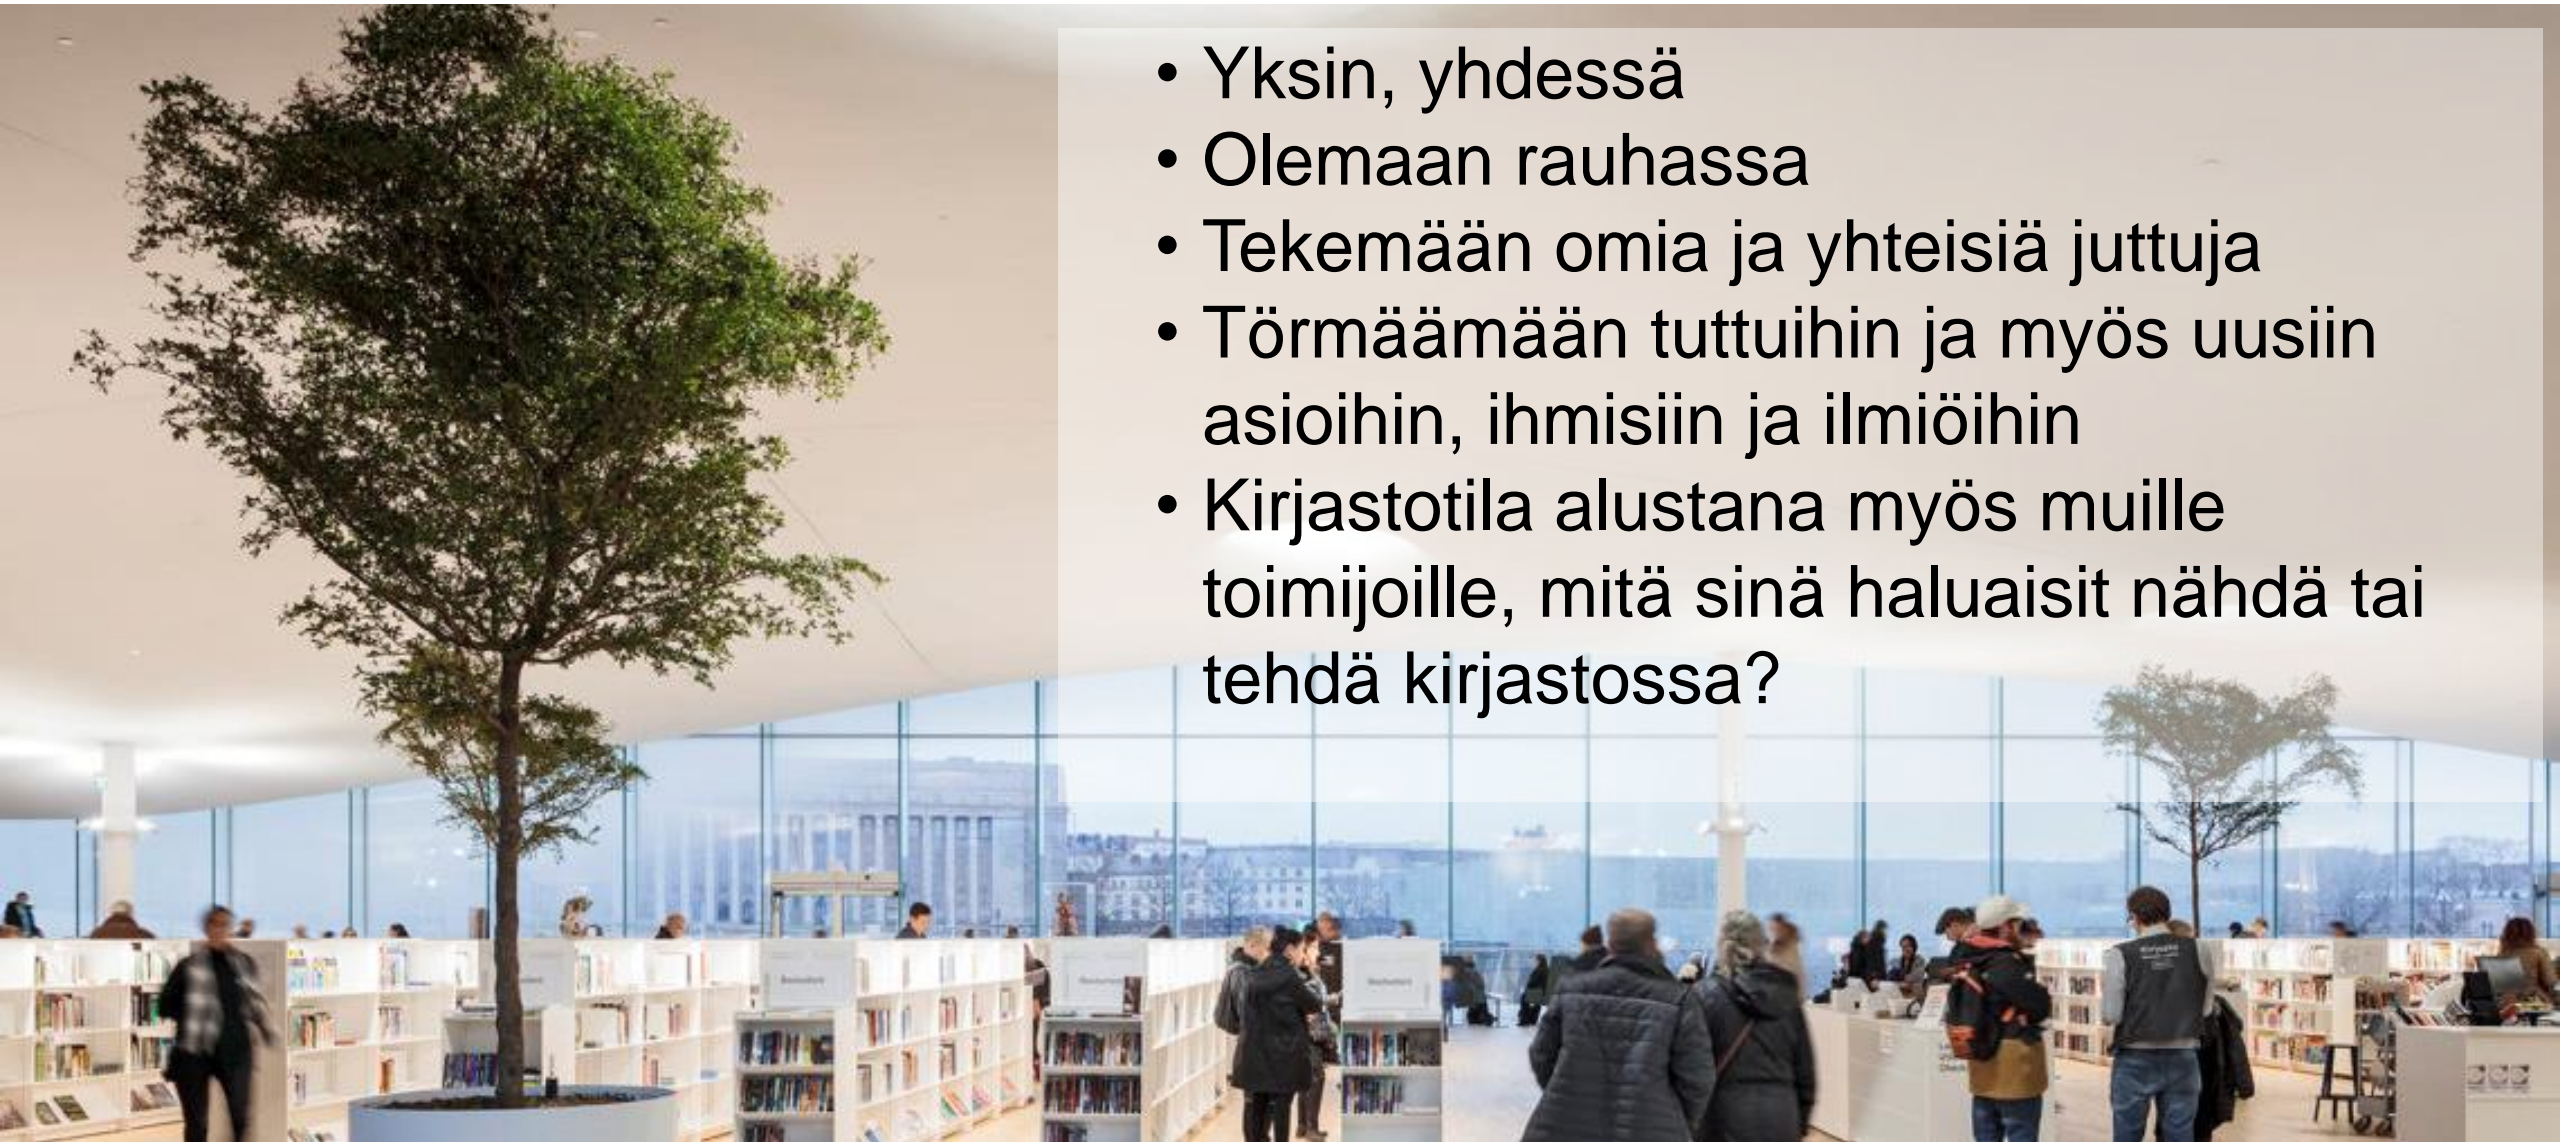 • Yksin, yhdessä
• Olemaan rauhassa
• Tekemään omia ja yhteisiä juttuja
• Törmäämään tuttuihin ja myös uusiin
asioihin, ihmisiin ja ilmiöihin
• Kirjastotila alustana myös muille
toimijoille, mitä sinä haluaisit nähdä tai
tehdä kirjastossa?